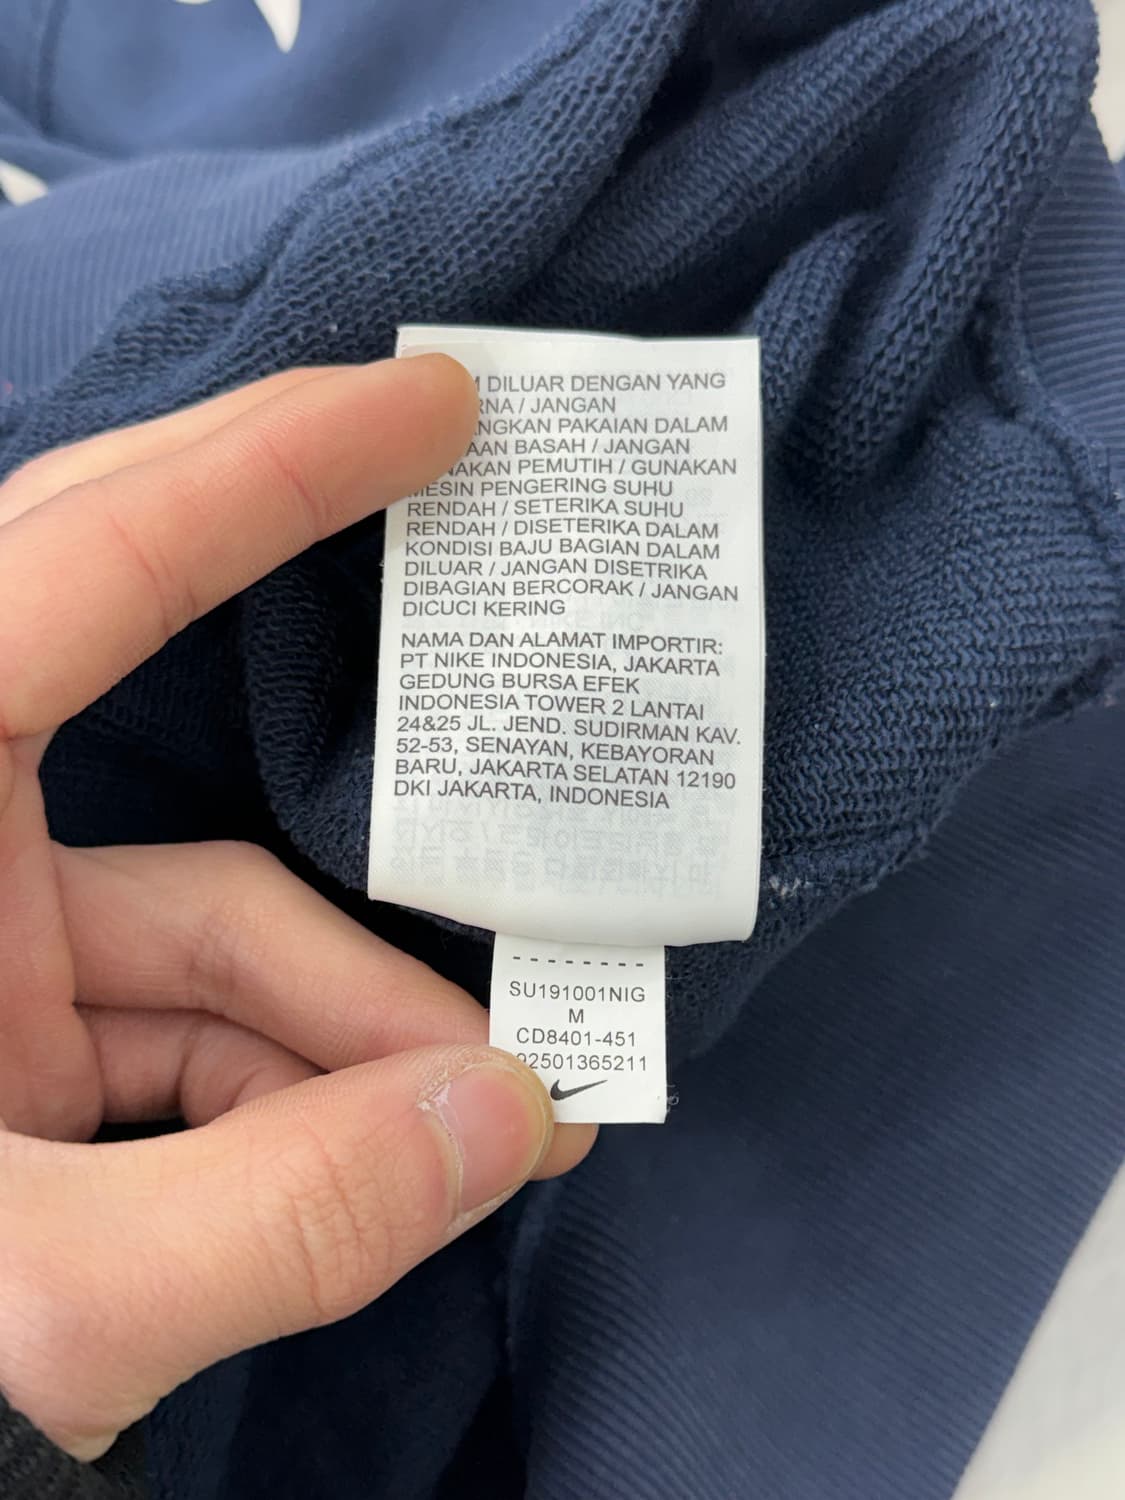 DILUAR DENGAN YANG
/ JANGAN
PAKAIAN DALAM
BASAH / JANGAN
PEMUTIH / GUNAKAN
MESIN PENGERING SUHU
RENDAH / SETERIKA SUHU
RENDAH / DISETERIKA DALAM
KONDISI BAJU BAGIAN DALAM
DILUAR / JANGAN DISETRIKA
DIBAGIAN BERCORAK / JANGAN
DICUCI KERING
NAMA DAN ALAMAT IMPORTIR:
PT NIKE INDONESIA, JAKARTA
GEDUNG BURSA EFEK
INDONESIA TOWER 2 LANTAI
24&25 JL. JEND. SUDIRMAN KAV.
52-53, SENAYAN, KEBAYORAN
BARU, JAKARTA SELATAN 12190
DKI JAKARTA, INDONESIA
--------
SU191001NIG
M
CD8401-451